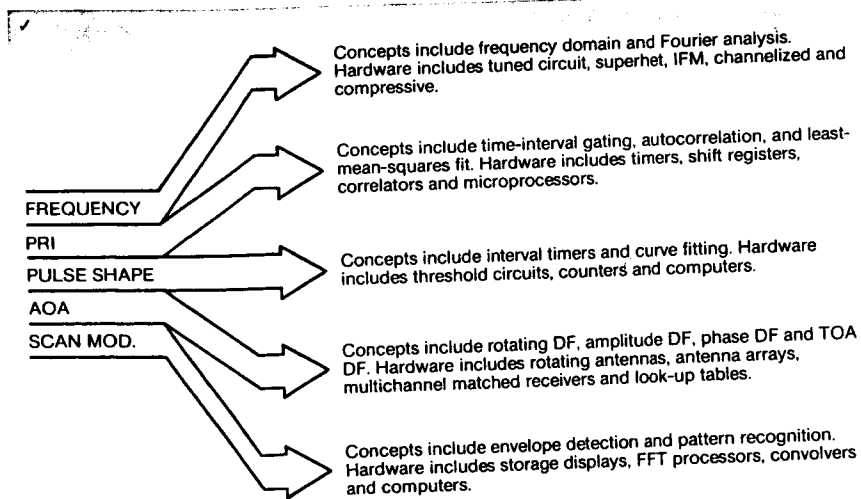 Concepts include frequency domain and Fourier analysis.
Hardware includes tuned circuit, superhet, IFM, channelized and
compressive.
Concepts include time-interval gating, autocorrelation, and least-
mean-squares fit. Hardware includes timers, shift registers,
correlators and microprocessors.
FREQUENCY
PRI
PULSE SHAPE
AOA
SCAN MOD.
Concepts include interval timers and curve fitting. Hardware
includes threshold circuits, counters and computers.
Concepts include rotating DF, amplitude DF, phase DF and TOA
DF. Hardware includes rotating antennas, antenna arrays,
multichannel matched receivers and look-up tables.
Concepts include envelope detection and pattern recognition.
Hardware includes storage displays, FFT processors, convolvers
and computers.